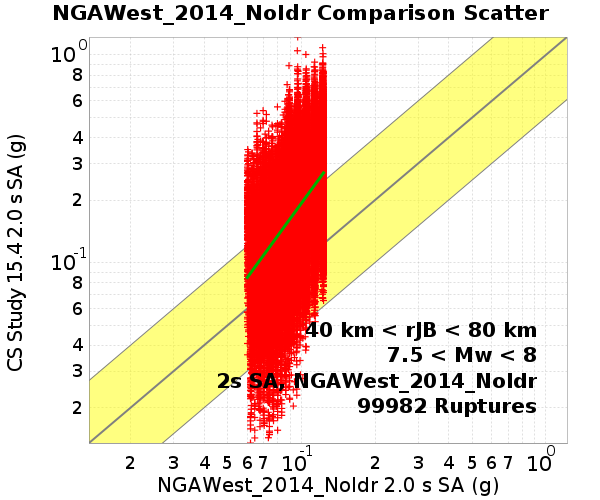 NGAWest_2014_NoIdr Comparison Scatter
CS Study 15.4 2.0 s SA (g)
10^0
8
6
4
3
2
10^-1
8
6
4
3
2
40 km < rJB < 80 km
7.5 < Mw < 8
2s SA, NGAWest_2014_NoIdr
99982 Ruptures
2 3 4 5 6 7 10^-1 2 3 4 5 6 7 10^0
NGAWest_2014_NoIdr 2.0 s SA (g)